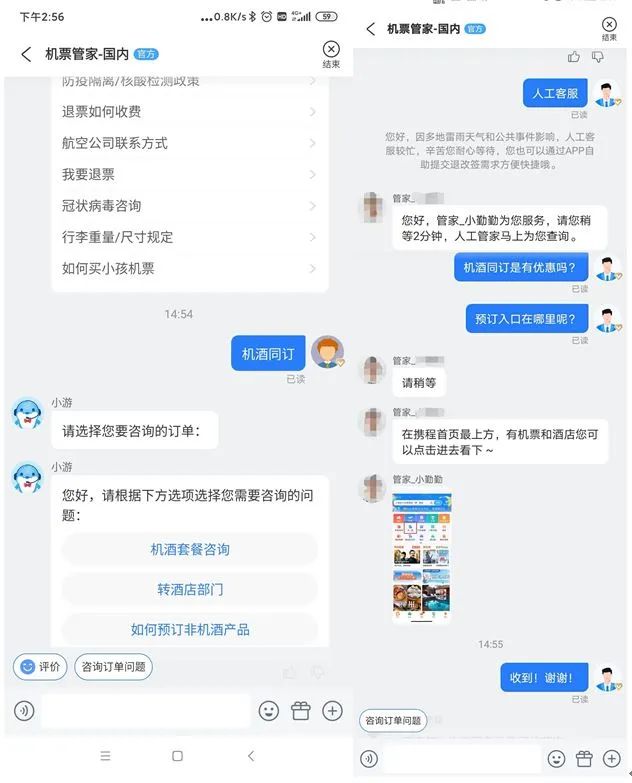 下午2:56
...0.8K/s
4G+
59
机票管家-国内 官方
结束
防疫隔离/核酸检测政策
退票如何收费
航空公司联系方式
我要退票
冠状病毒咨询
行李重量/尺寸规定
如何买小孩机票
14:54
机酒同订
已读
小游
请选择您要咨询的订单：
小游
您好，请根据下方选项选择您需要咨询的问
题：
机酒套餐咨询
转酒店部门
如何预订非机酒产品
评价
咨询订单问题
机票管家-国内 官方
结束
人工客服
已读
您好，因多地雷雨天气和公共事件影响，人工客
服较忙，辛苦您耐心等待，您也可以通过APP自
助提交退改签需求方便快捷哦。
管家_
您好，管家_小勤勤为您服务，请您稍
等2分钟，人工管家马上为您查询。
机酒同订是有优惠吗？
已读
预订入口在哪里呢？
已读
管家_
请稍等
管家_
在携程首页最上方，有机票和酒店您可
以点击进去看下～
管家_小勤勤
14:55
收到！谢谢！
已读
咨询订单问题